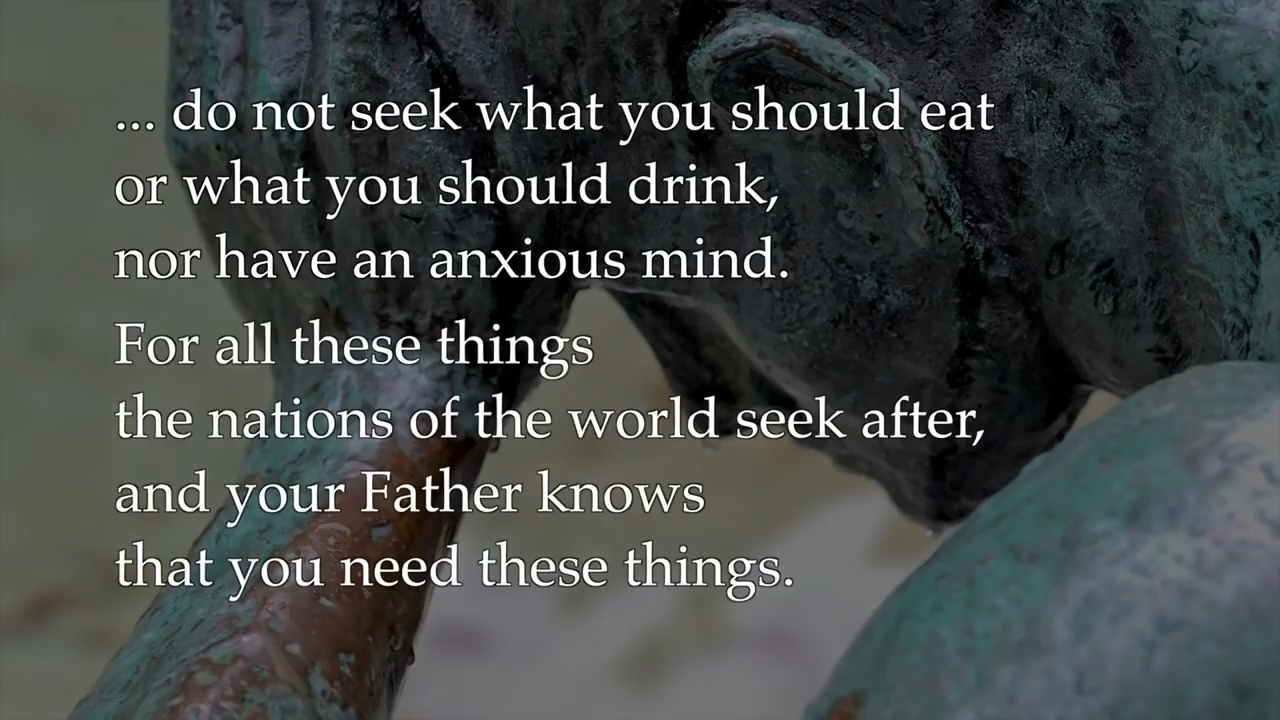 ... do not seek what you should eat
or what you should drink,
nor have an anxious mind.
For all these things
the nations of the world seek after,
and your Father knows
that you need these things.